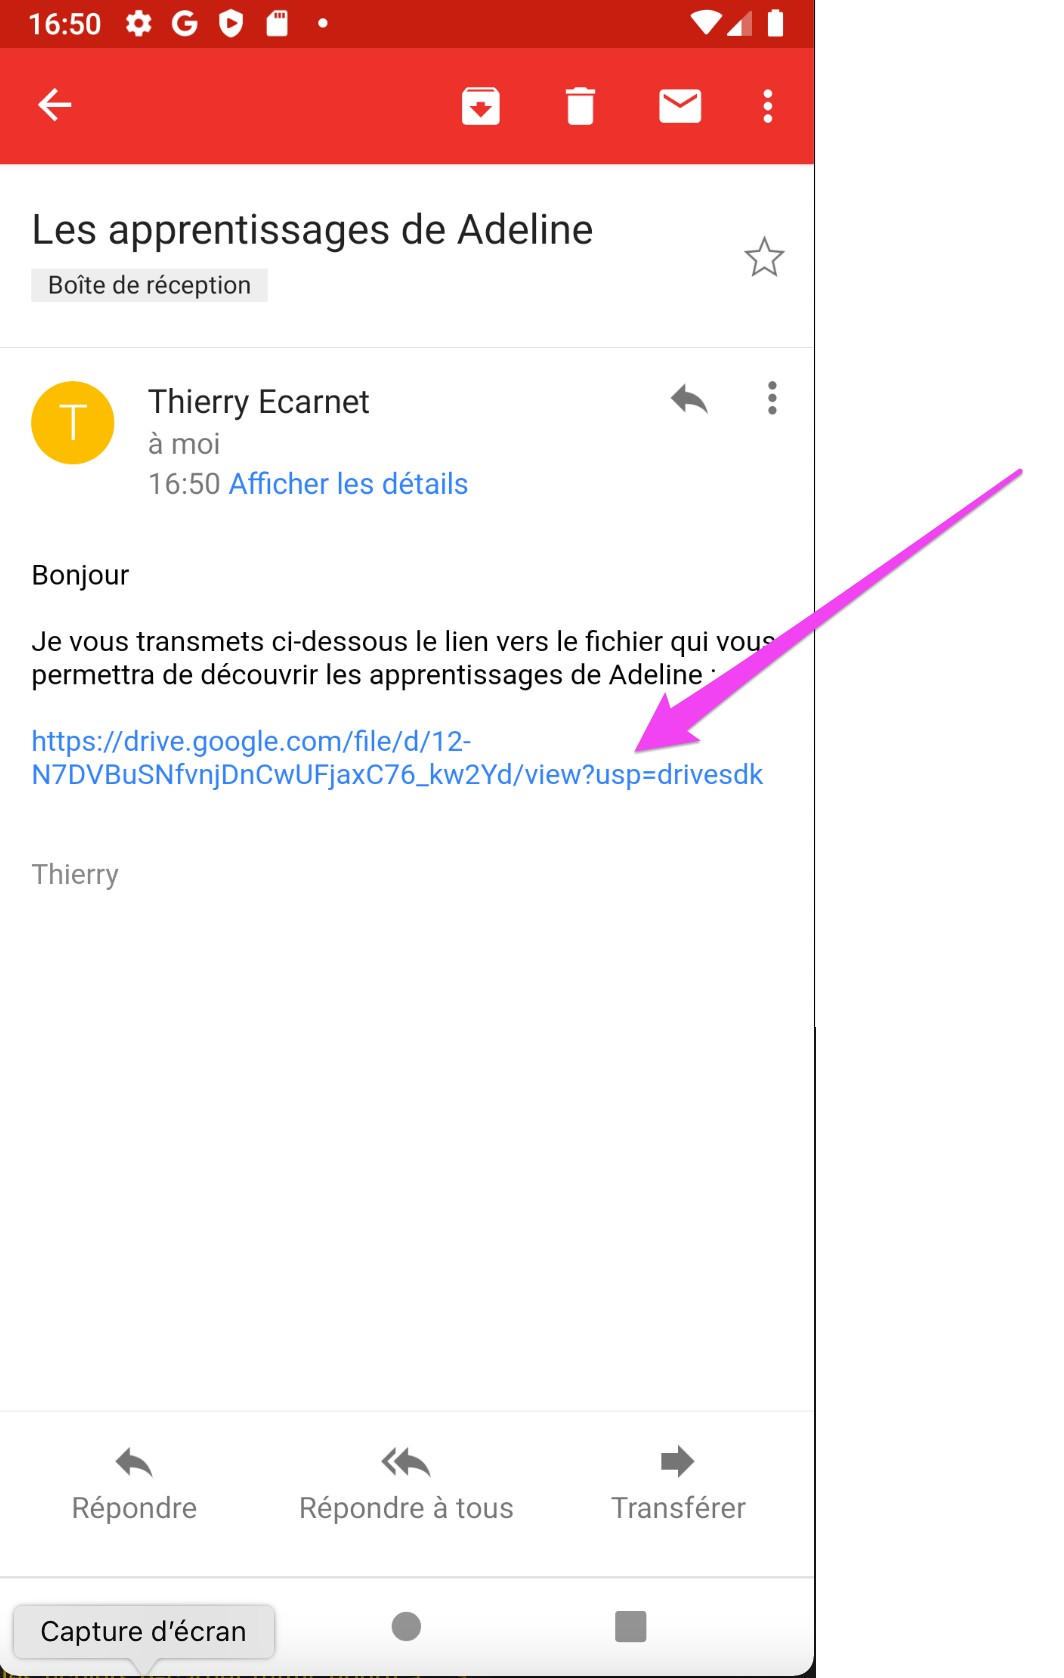 16:50
Les apprentissages de Adeline
Boîte de réception
T
Thierry Ecarnet
à moi
16:50 Afficher les détails
Bonjour
Je vous transmets ci-dessous le lien vers le fichier qui vous
permettra de découvrir les apprentissages de Adeline :
https://drive.google.com/file/d/12-
N7DVBuSNfvnjDnCwUFjaxC76_kw2Yd/view?usp=drivesdk
Thierry
Répondre
Répondre à tous
Transférer
Capture d’écran